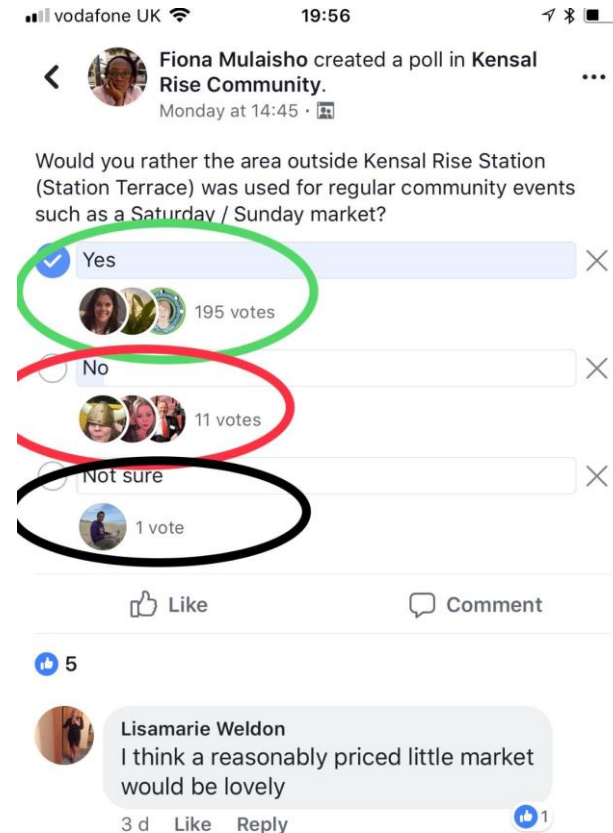 vodafone UK 19:56
Fiona Mulaisho created a poll in Kensal
Rise Community.
Monday at 14:45
Would you rather the area outside Kensal Rise Station
(Station Terrace) was used for regular community events
such as a Saturday / Sunday market?
Yes
195 votes
No
11 votes
Not sure
1 vote
Like Comment
5
Lisamarie Weldon
I think a reasonably priced little market
would be lovely
3 d Like Reply 1